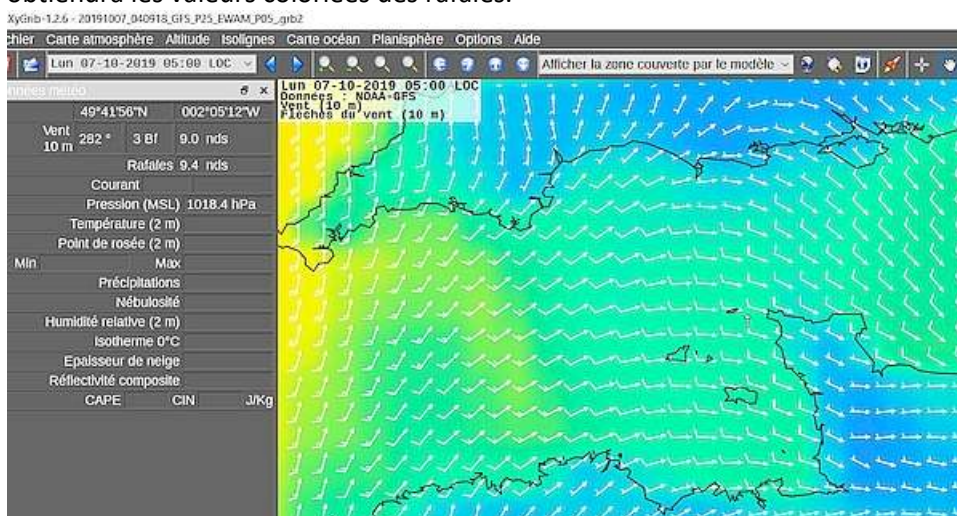 obtiendra les valeurs coloriées des rafales.
XyGrib-1.2.6 - 20191007_040918_GFS_P25_EWAM_P05_.grb2
chier Carte atmosphère Altitude Isolignes Carte océan Planisphère Options Aide
Lun 07-10-2019 05:00 LOC
Afficher la zone couverte par le modèle
nnées météo
49°41'56"N 002°05'12"W
Vent 10 m 282 ° 3 Bf 9.0 nds
Rafales 9.4 nds
Courant
Pression (MSL) 1018.4 hPa
Température (2 m)
Point de rosée (2 m)
Min Max
Précipitations
Nébulosité
Humidité relative (2 m)
Isotherme 0°C
Epaisseur de neige
Réflectivité composite
CAPE CIN J/Kg
Lun 07-10-2019 05:00 LOC
Données : NOAA-GFS
Vent (10 m)
Flèches du vent (10 m)